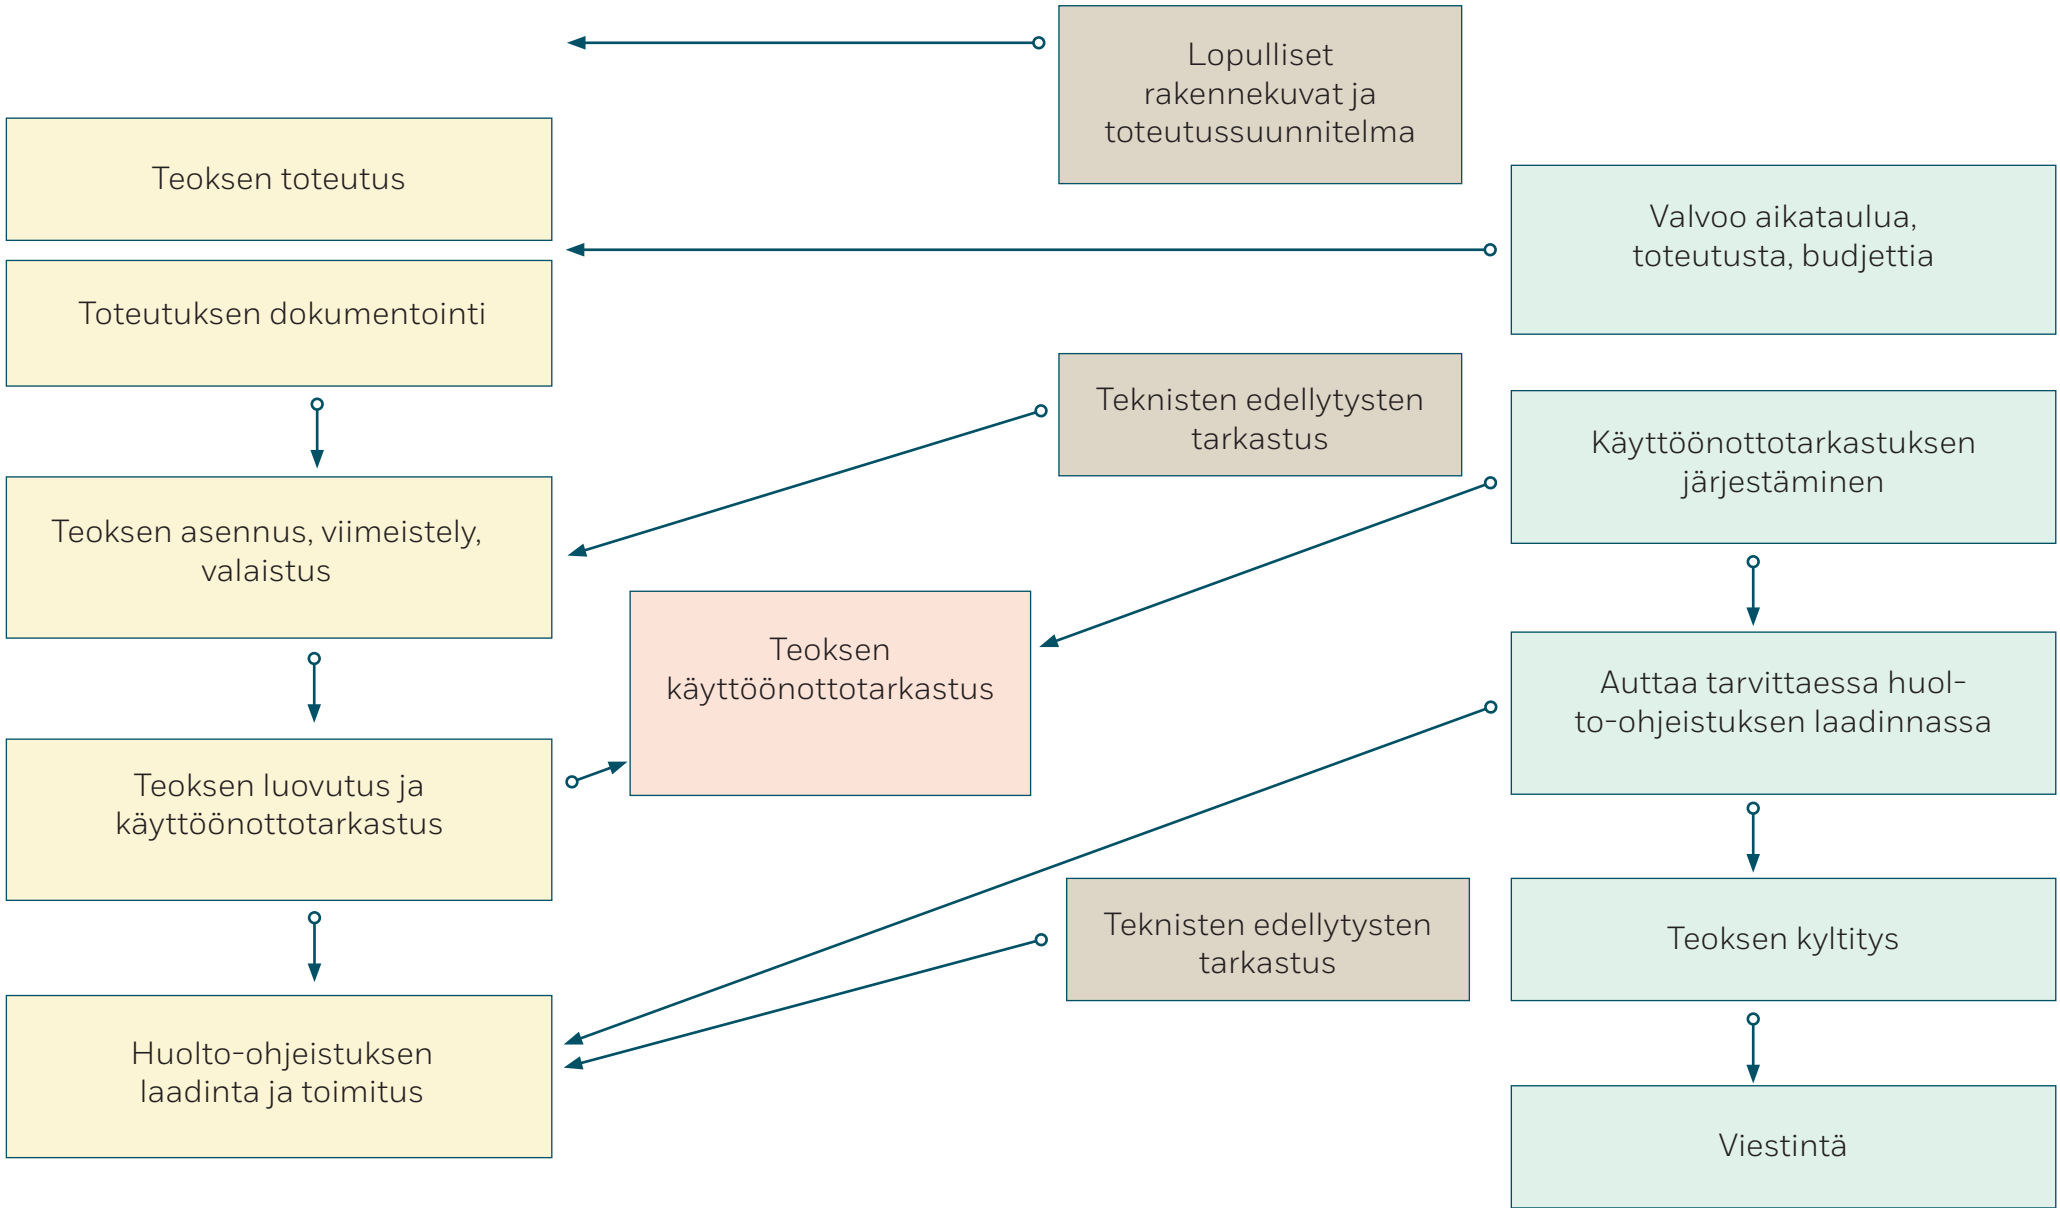 Lopulliset
rakennekuvat ja
toteutussuunnitelma
Teoksen toteutus
Valvoo aikataulua,
toteutusta, budjettia
Toteutuksen dokumentointi
Teknisten edellytysten
tarkastus
Käyttöönottotarkastuksen
järjestäminen
Teoksen asennus, viimeistely,
valaistus
Teoksen
käyttöönottotarkastus
Auttaa tarvittaessa huol-
to-ohjeistuksen laadinnassa
Teoksen luovutus ja
käyttöönottotarkastus
Teknisten edellytysten
tarkastus
Teoksen kyltitys
Huolto-ohjeistuksen
laadinta ja toimitus
Viestintä